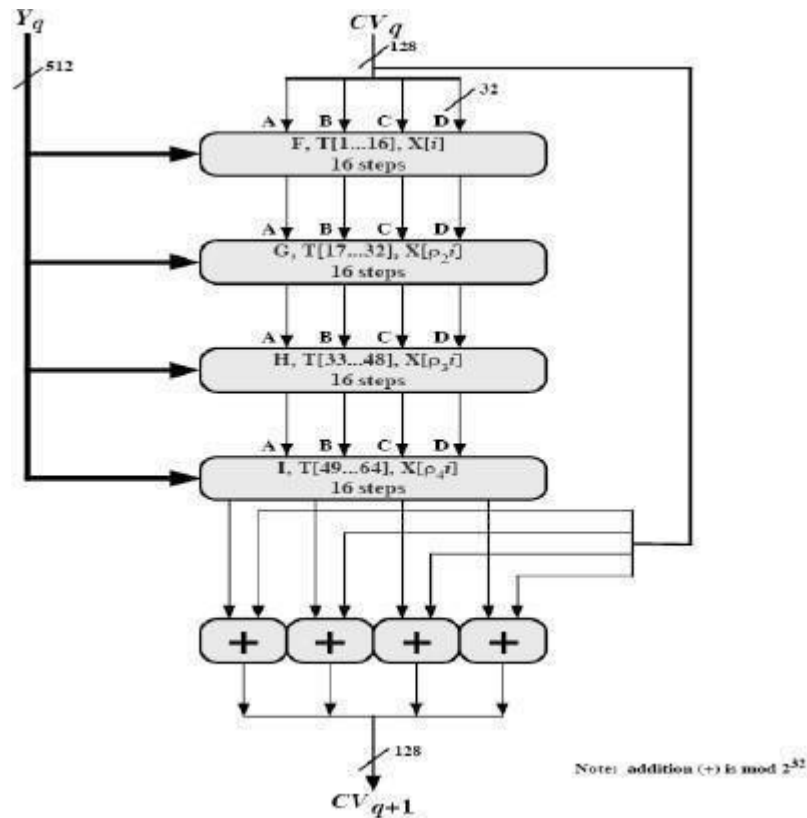 Yq
CVq
512
128
32
A B C D
F, T[1...16], X[i]
16 steps
A B C D
G, T[17...32], X[ρ2i]
16 steps
A B C D
H, T[33...48], X[ρ3i]
16 steps
A B C D
I, T[49...64], X[ρ4i]
16 steps
+ + + +
128
Note: addition (+) is mod 2^32
CVq+1